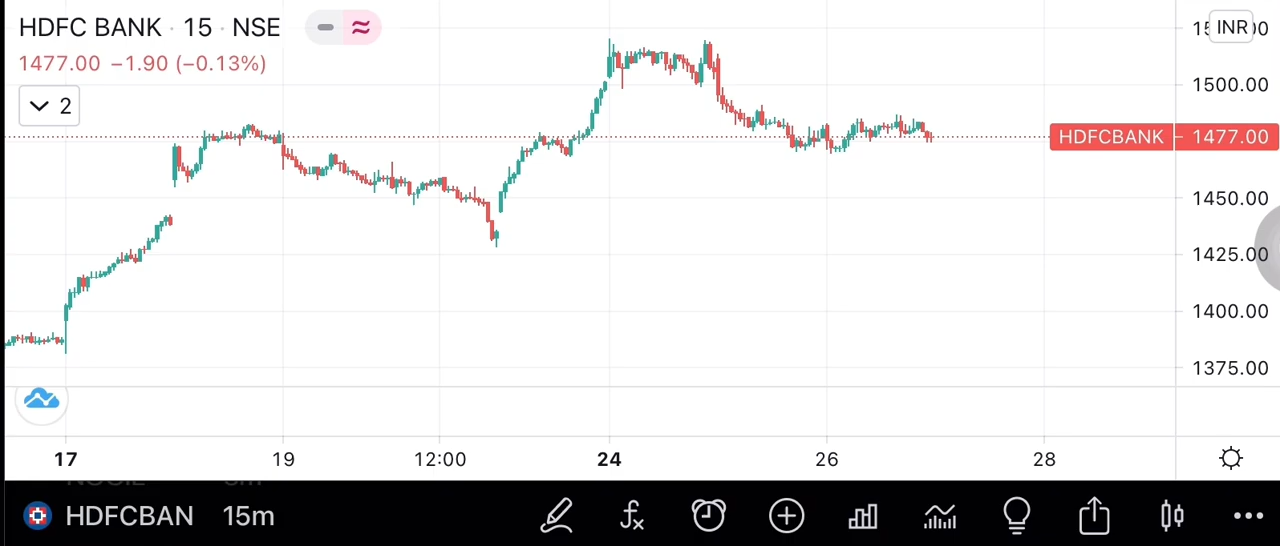 HDFC BANK · 15 · NSE
INR
1477.00 −1.90 (−0.13%)
2
1500.00
HDFCBANK 1477.00
1450.00
1425.00
1400.00
1375.00
17 19 12:00 24 26 28
HDFCBAN 15m